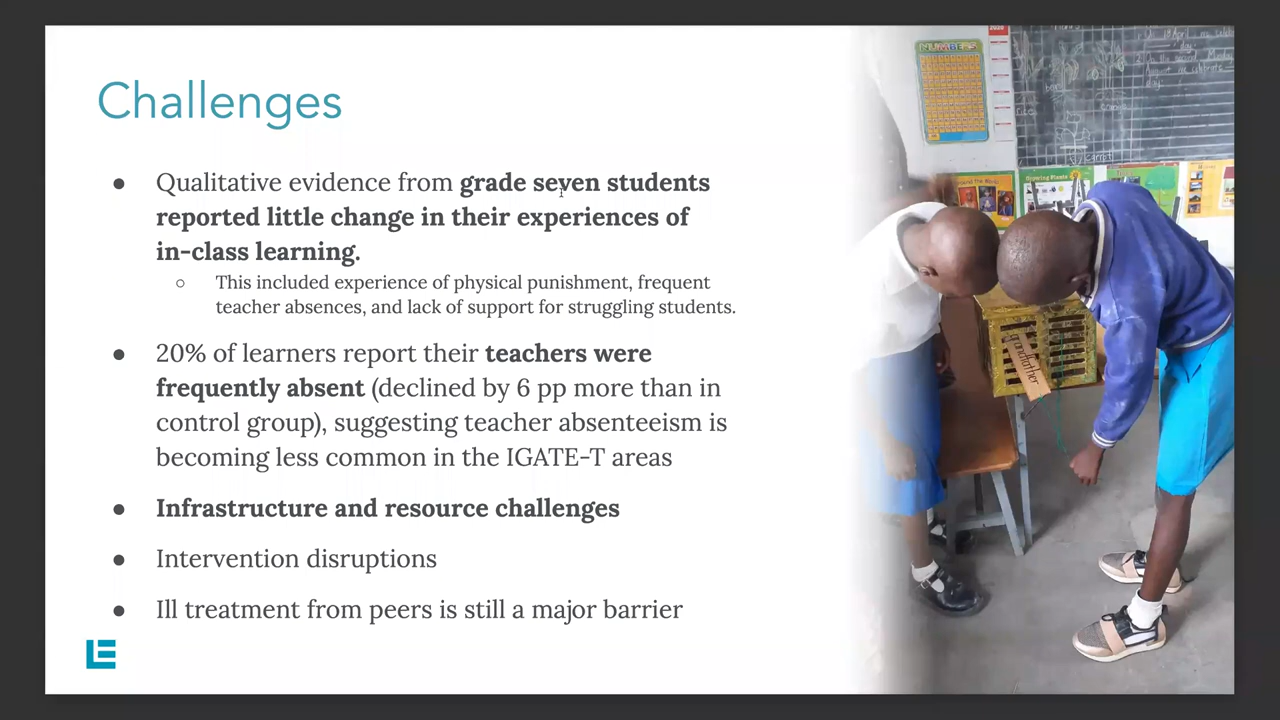 Challenges
● Qualitative evidence from grade seven students
reported little change in their experiences of
in-class learning.
○ This included experience of physical punishment, frequent
teacher absences, and lack of support for struggling students.
● 20% of learners report their teachers were
frequently absent (declined by 6 pp more than in
control group), suggesting teacher absenteeism is
becoming less common in the IGATE-T areas
● Infrastructure and resource challenges
● Intervention disruptions
● Ill treatment from peers is still a major barrier
LE
NUMBERS
Growing Plants
grandfather